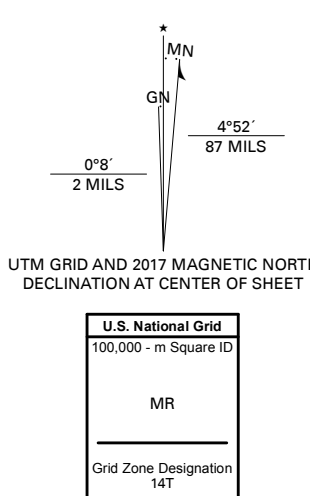 MN
GN
4°52´
87 MILS
0°8´
2 MILS
UTM GRID AND 2017 MAGNETIC NORT
DECLINATION AT CENTER OF SHEET
U.S. National Grid
100,000 - m Square ID
MR
Grid Zone Designation
14T